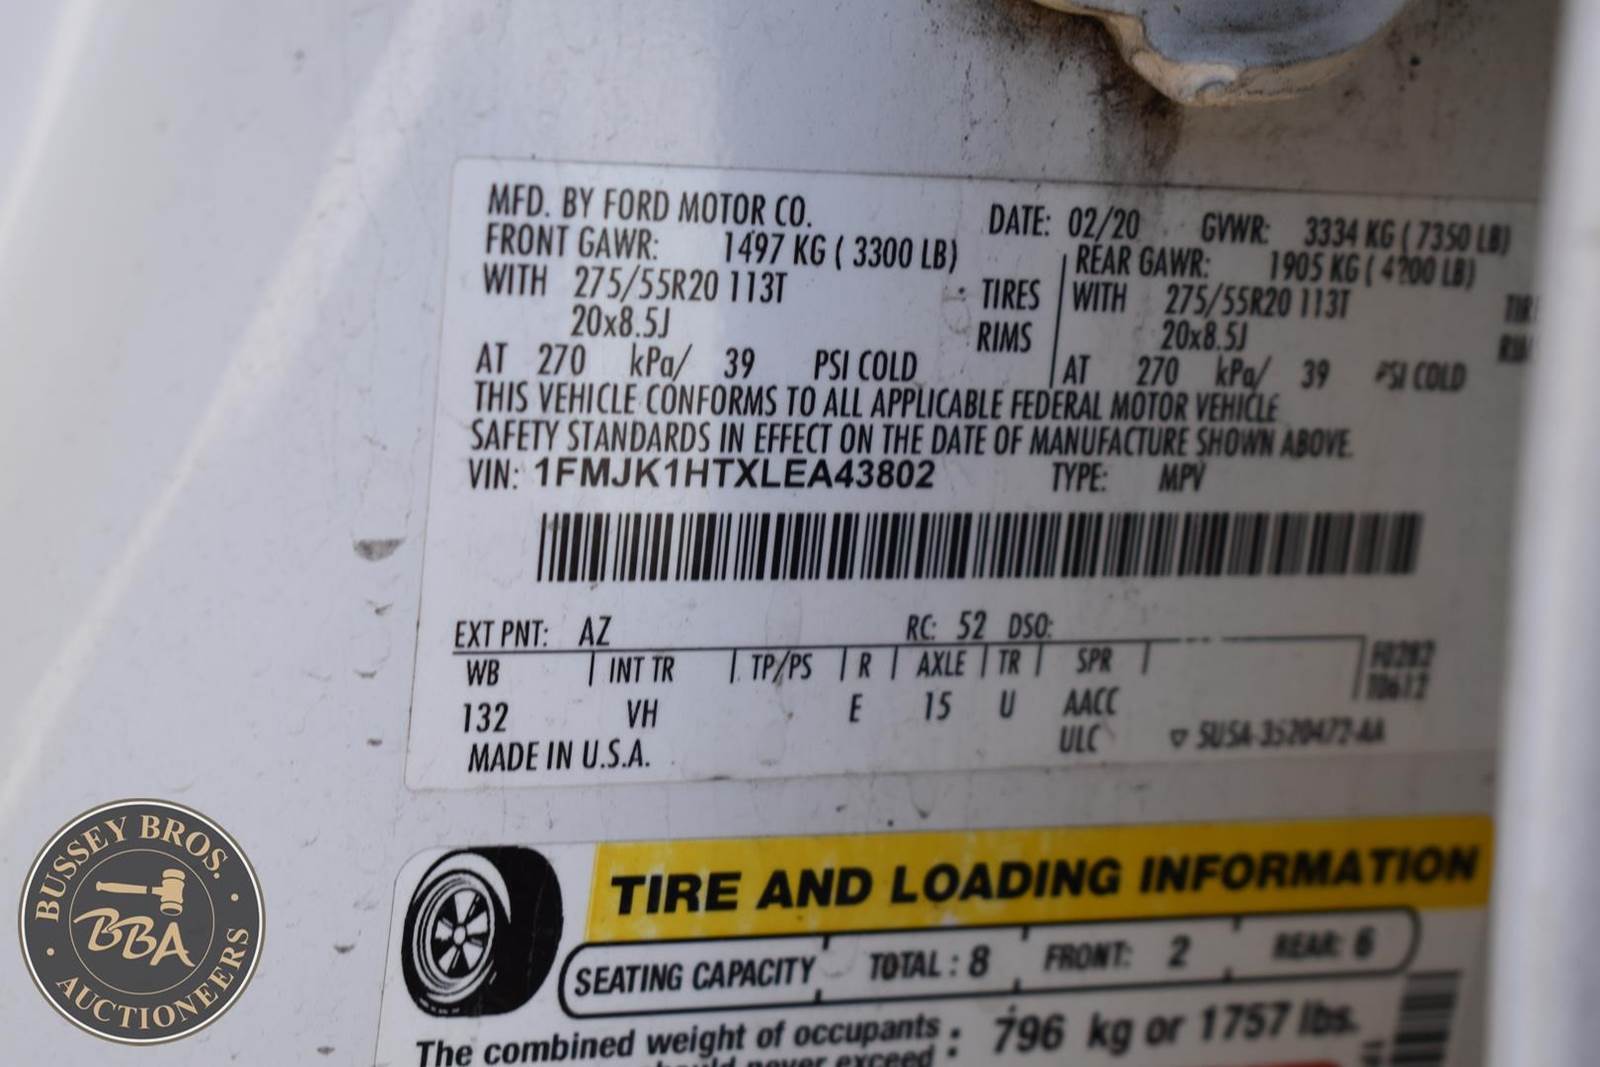 MFD. BY FORD MOTOR CO. DATE: 02/20 GVWR: 3334 KG ( 7350 LB)
FRONT GAWR: 1497 KG ( 3300 LB) REAR GAWR: 1905 KG ( 4200 LB)
WITH 275/55R20 113T TIRES WITH 275/55R20 113T
20x8.5J RIMS 20x8.5J
AT 270 kPa/ 39 PSI COLD AT 270 kPa/ 39 PSI COLD
THIS VEHICLE CONFORMS TO ALL APPLICABLE FEDERAL MOTOR VEHICLE
SAFETY STANDARDS IN EFFECT ON THE DATE OF MANUFACTURE SHOWN ABOVE.
VIN: 1FMJK1HTXLEA43802 TYPE: MPV
EXT PNT: AZ RC: 52 DSO:
WB INT TR TP/PS R AXLE TR SPR
132 VH E 15 U AACC
ULC
MADE IN U.S.A.
TIRE AND LOADING INFORMATION
SEATING CAPACITY TOTAL : 8 FRONT: 2 REAR: 6
The combined weight of occupants : 796 kg or 1757 lbs.
should never exceed
BUSSEY BROS.
BBA
AUCTIONEERS